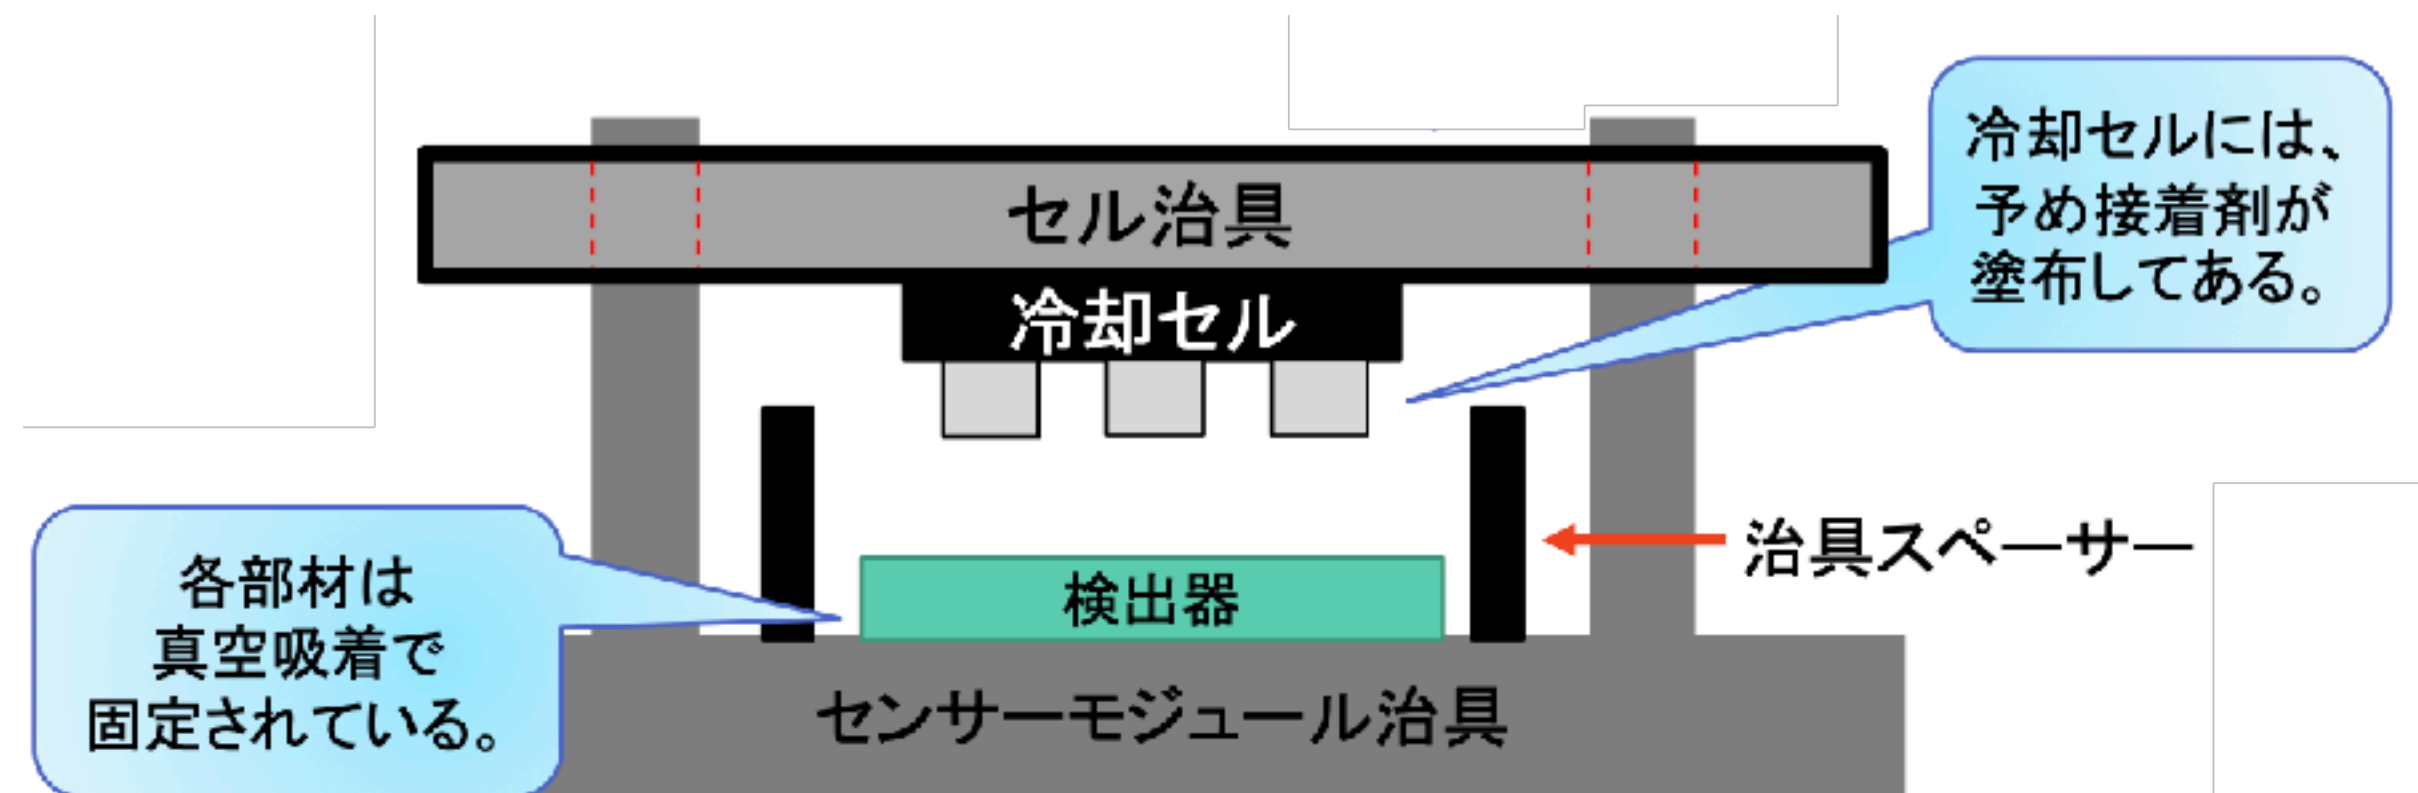 冷却セルには、
予め接着剤が
塗布してある。
セル治具
冷却セル
治具スペーサー
各部材は
真空吸着で
固定されている。
検出器
センサーモジュール治具